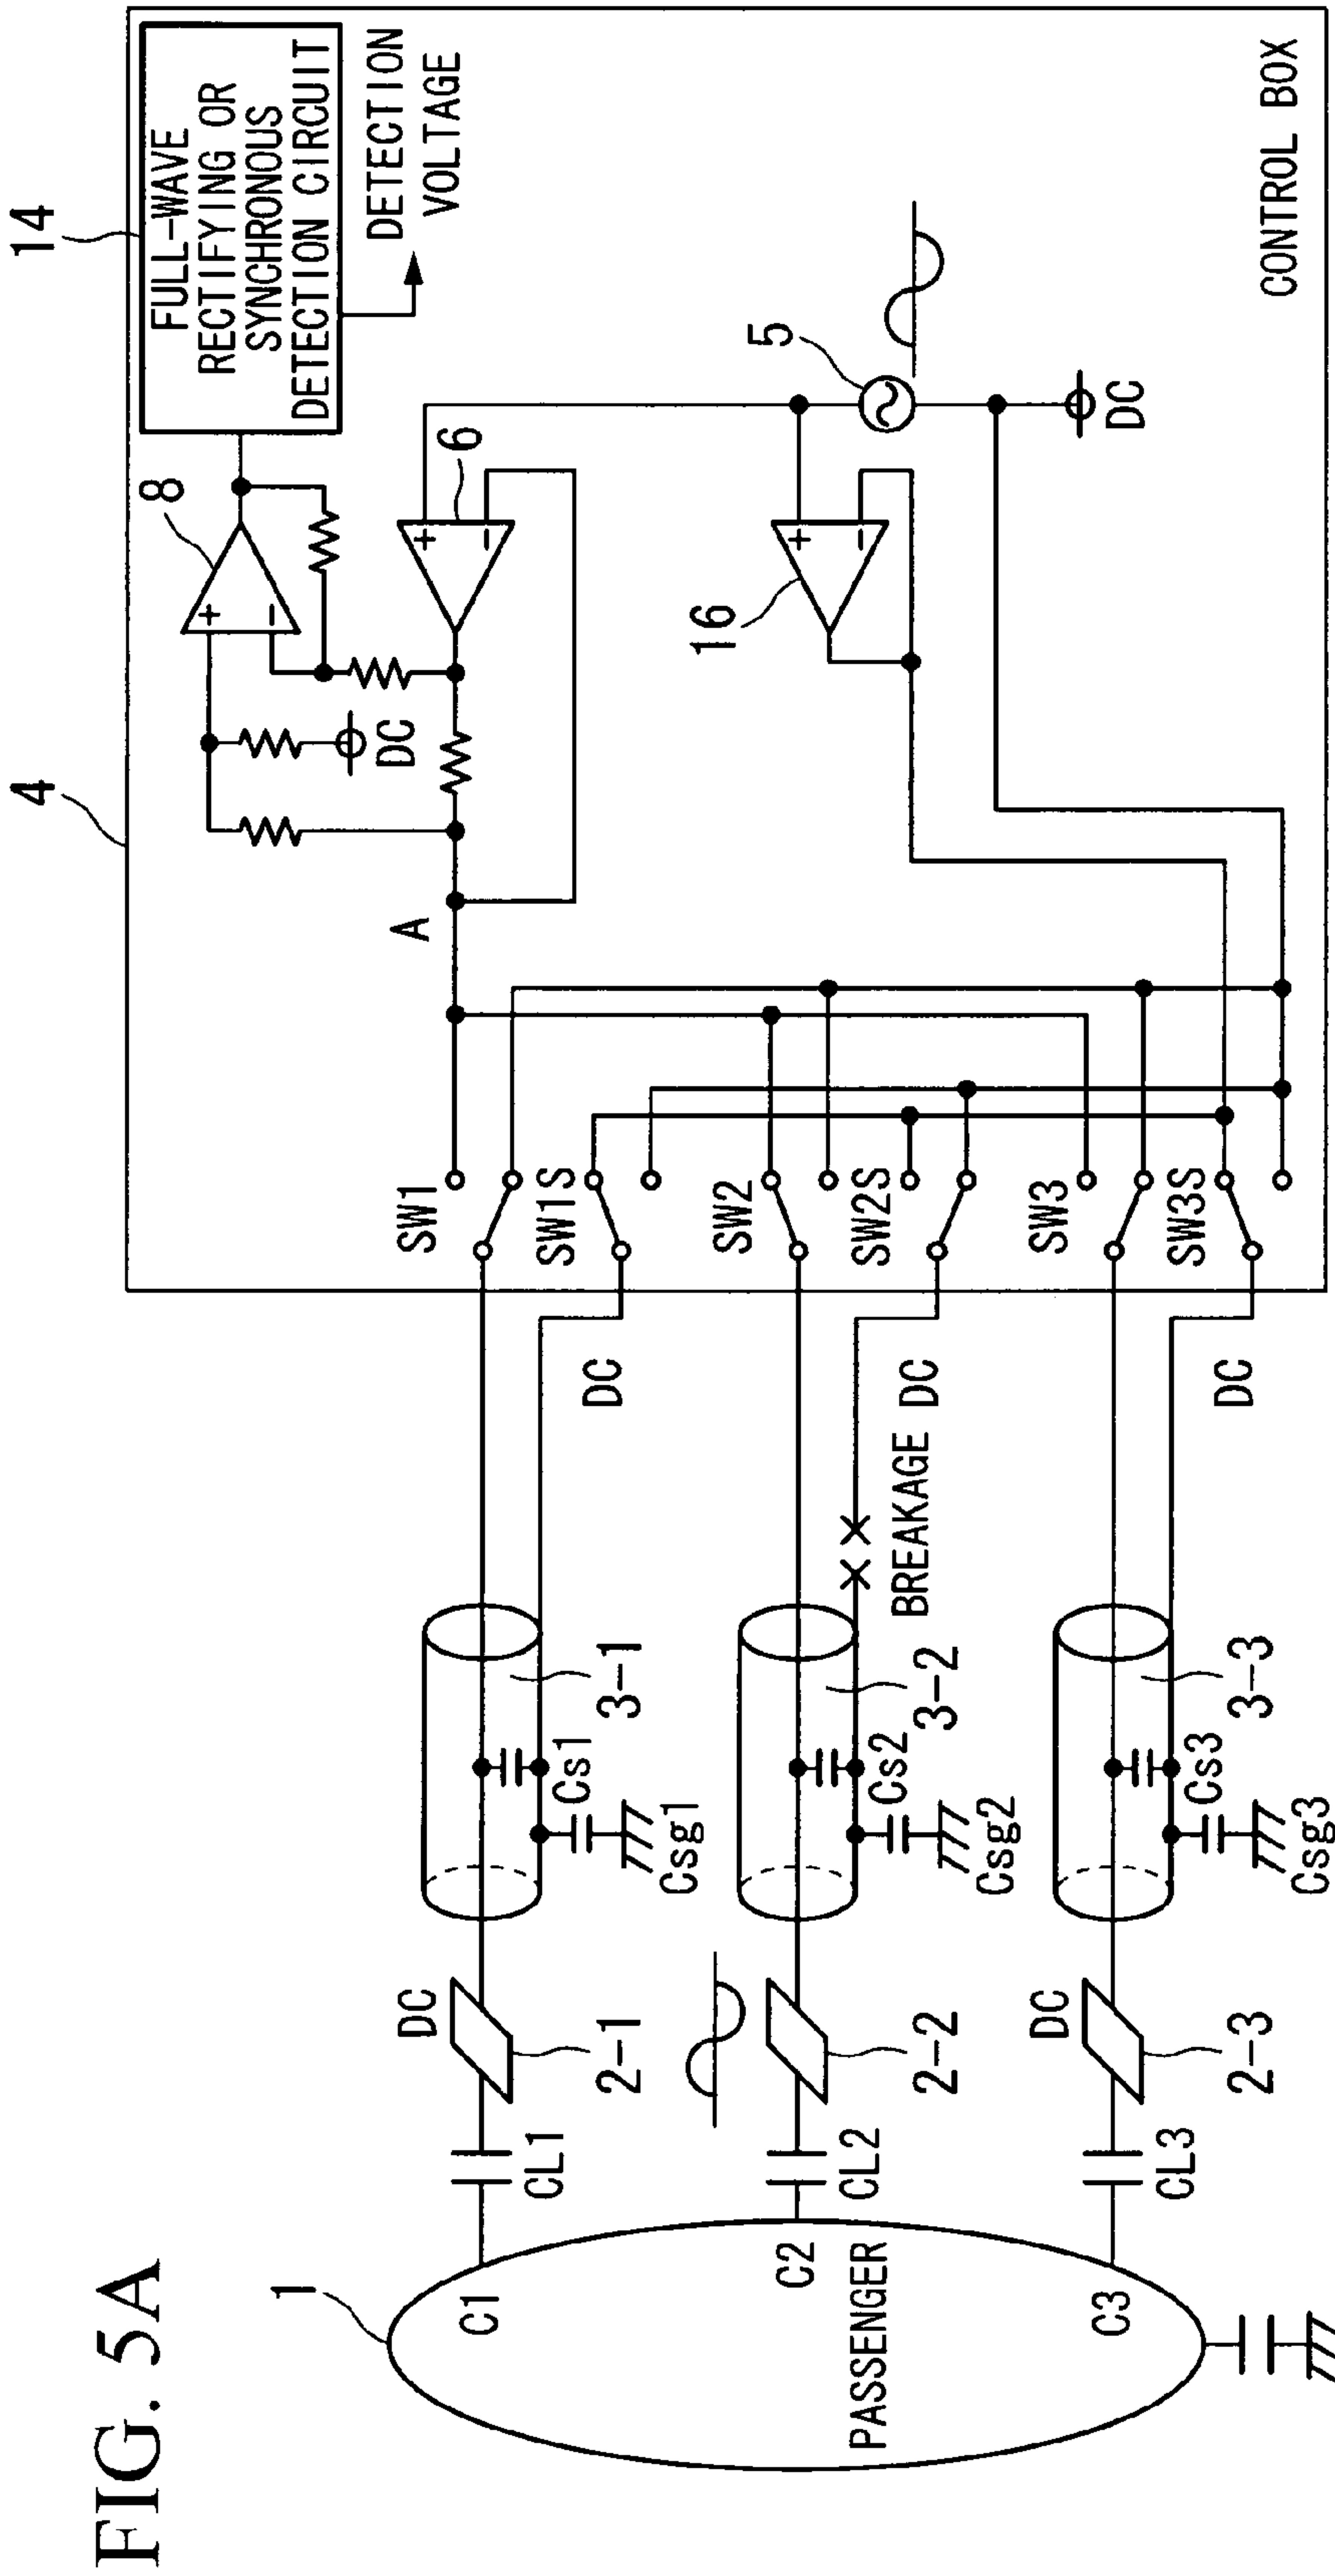 FIG. 5A
1
C1
C2
PASSENGER
C3
CL1
CL2
CL3
DC
2-1
2-2
DC
2-3
3-1
Cs1
Csg1
3-2
Cs2
Csg2
3-3
Cs3
Csg3
BREAKAGE
DC
DC
DC
4
SW1
SW1S
SW2
SW2S
SW3
SW3S
A
DC
8
+
-
6
+
-
16
+
-
5
DC
14
FULL-WAVE
RECTIFYING OR
SYNCHRONOUS
DETECTION CIRCUIT
DETECTION
VOLTAGE
CONTROL BOX